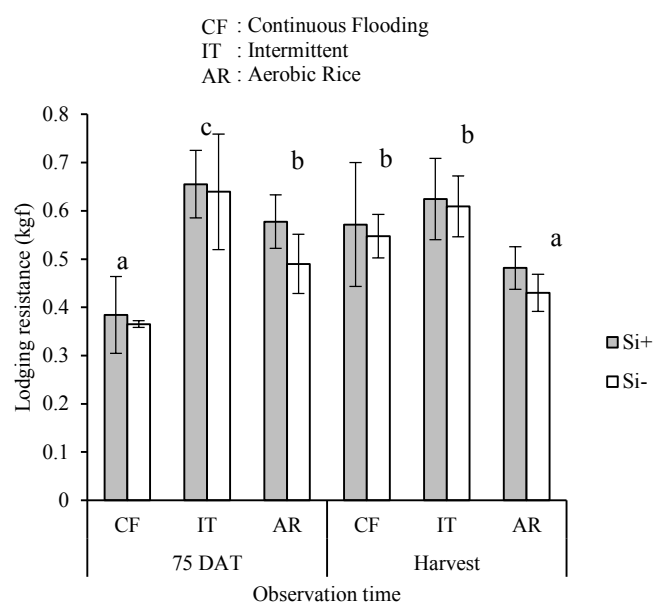 CF : Continuous Flooding
IT : Intermittent
AR : Aerobic Rice
Lodging resistance (kgf)
0.8
0.7
0.6
0.5
0.4
0.3
0.2
0.1
0
a
c
b
b
b
a
Si+
Si-
CF IT AR CF IT AR
75 DAT Harvest
Observation time